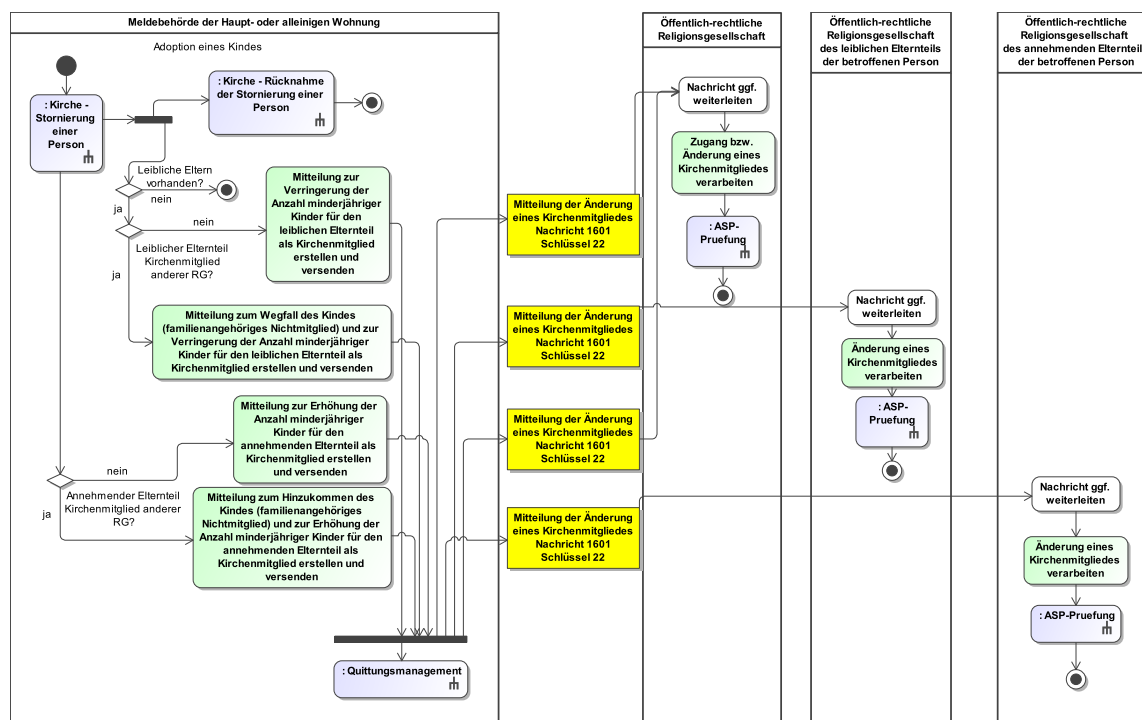 Meldebehörde der Haupt- oder alleinigen Wohnung
Adoption eines Kindes
: Kirche -
Stornierung
einer
Person
: Kirche - Rücknahme
der Stornierung einer
Person
Leibliche Eltern
vorhanden?
nein
ja
nein
Leiblicher Elternteil
Kirchenmitglied
anderer RG?
ja
Mitteilung zur
Verringerung der
Anzahl minderjähriger
Kinder für den
leiblichen Elternteil
als Kirchenmitglied
erstellen und
versenden
Mitteilung zum Wegfall des Kindes
(familienangehöriges Nichtmitglied) und zur
Verringerung der Anzahl minderjähriger
Kinder für den leiblichen Elternteil als
Kirchenmitglied erstellen und versenden
Mitteilung zur Erhöhung der
Anzahl minderjähriger
Kinder für den
annehmenden Elternteil als
Kirchenmitglied erstellen
und versenden
nein
Annehmender Elternteil
Kirchenmitglied anderer
RG?
ja
Mitteilung zum Hinzukommen des
Kindes (familienangehöriges
Nichtmitglied) und zur Erhöhung der
Anzahl minderjähriger Kinder für den
annehmenden Elternteil als
Kirchenmitglied erstellen und
versenden
: Quittungsmanagement
Mitteilung der Änderung
eines Kirchenmitgliedes
Nachricht 1601
Schlüssel 22
Mitteilung der Änderung
eines Kirchenmitgliedes
Nachricht 1601
Schlüssel 22
Mitteilung der Änderung
eines Kirchenmitgliedes
Nachricht 1601
Schlüssel 22
Mitteilung der Änderung
eines Kirchenmitgliedes
Nachricht 1601
Schlüssel 22
Öffentlich-rechtliche
Religionsgesellschaft
Nachricht ggf.
weiterleiten
Zugang bzw.
Änderung eines
Kirchenmitgliedes
verarbeiten
: ASP-
Pruefung
Öffentlich-rechtliche
Religionsgesellschaft
des leiblichen Elternteils
der betroffenen Person
Nachricht ggf.
weiterleiten
Änderung eines
Kirchenmitgliedes
verarbeiten
: ASP-
Pruefung
Öffentlich-rechtliche
Religionsgesellschaft
des annehmenden Elternteil
der betroffenen Person
Nachricht ggf.
weiterleiten
Änderung eines
Kirchenmitgliedes
verarbeiten
: ASP-Pruefung